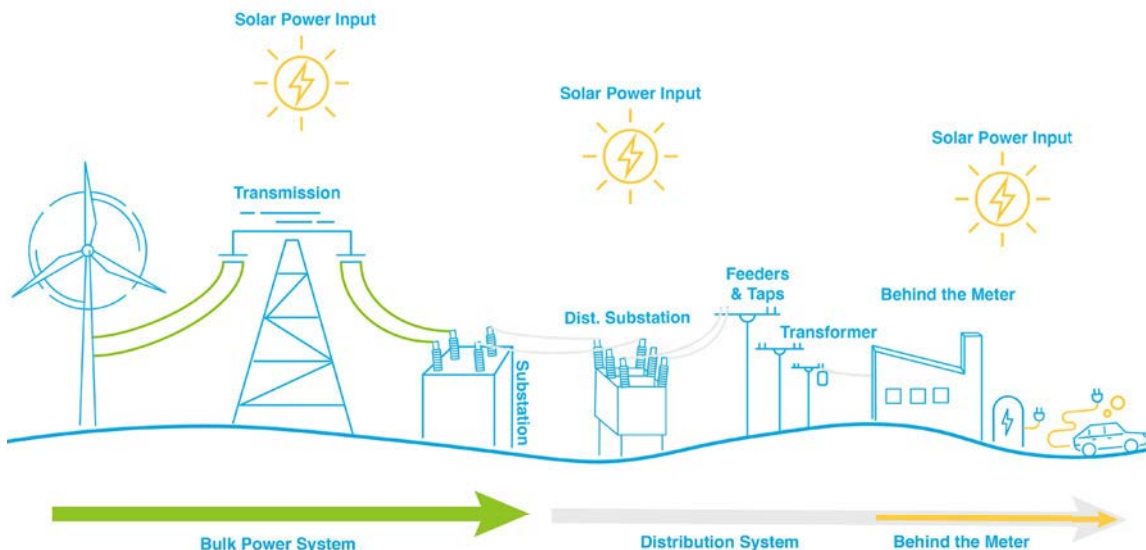 Solar Power Input
Solar Power Input
Solar Power Input
Transmission
Feeders
& Taps
Behind the Meter
Dist. Substation
Transformer
Substation
Bulk Power System
Distribution System
Behind the Meter